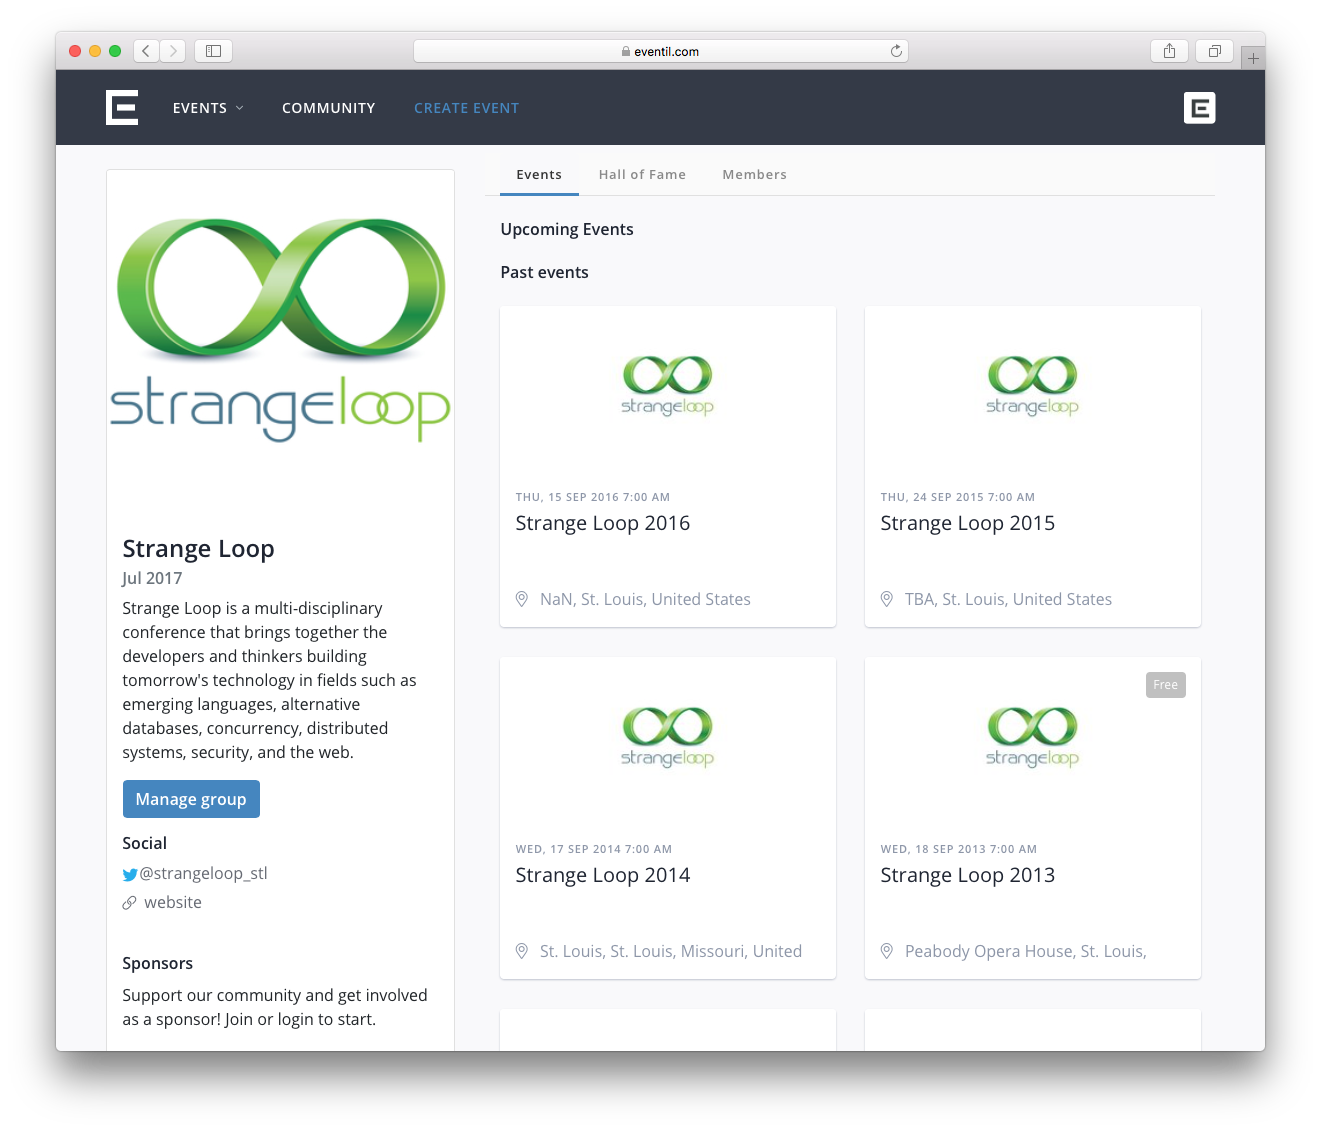 eventil.com
EVENTS
COMMUNITY
CREATE EVENT
strangeloop
Strange Loop
Jul 2017
Strange Loop is a multi-disciplinary
conference that brings together the
developers and thinkers building
tomorrow's technology in fields such as
emerging languages, alternative
databases, concurrency, distributed
systems, security, and the web.
Manage group
Social
@strangeloop_stl
website
Sponsors
Support our community and get involved
as a sponsor! Join or login to start.
Events
Hall of Fame
Members
Upcoming Events
Past events
strangeloop
THU, 15 SEP 2016 7:00 AM
Strange Loop 2016
NaN, St. Louis, United States
strangeloop
THU, 24 SEP 2015 7:00 AM
Strange Loop 2015
TBA, St. Louis, United States
strangeloop
WED, 17 SEP 2014 7:00 AM
Strange Loop 2014
St. Louis, St. Louis, Missouri, United
Free
strangeloop
WED, 18 SEP 2013 7:00 AM
Strange Loop 2013
Peabody Opera House, St. Louis,